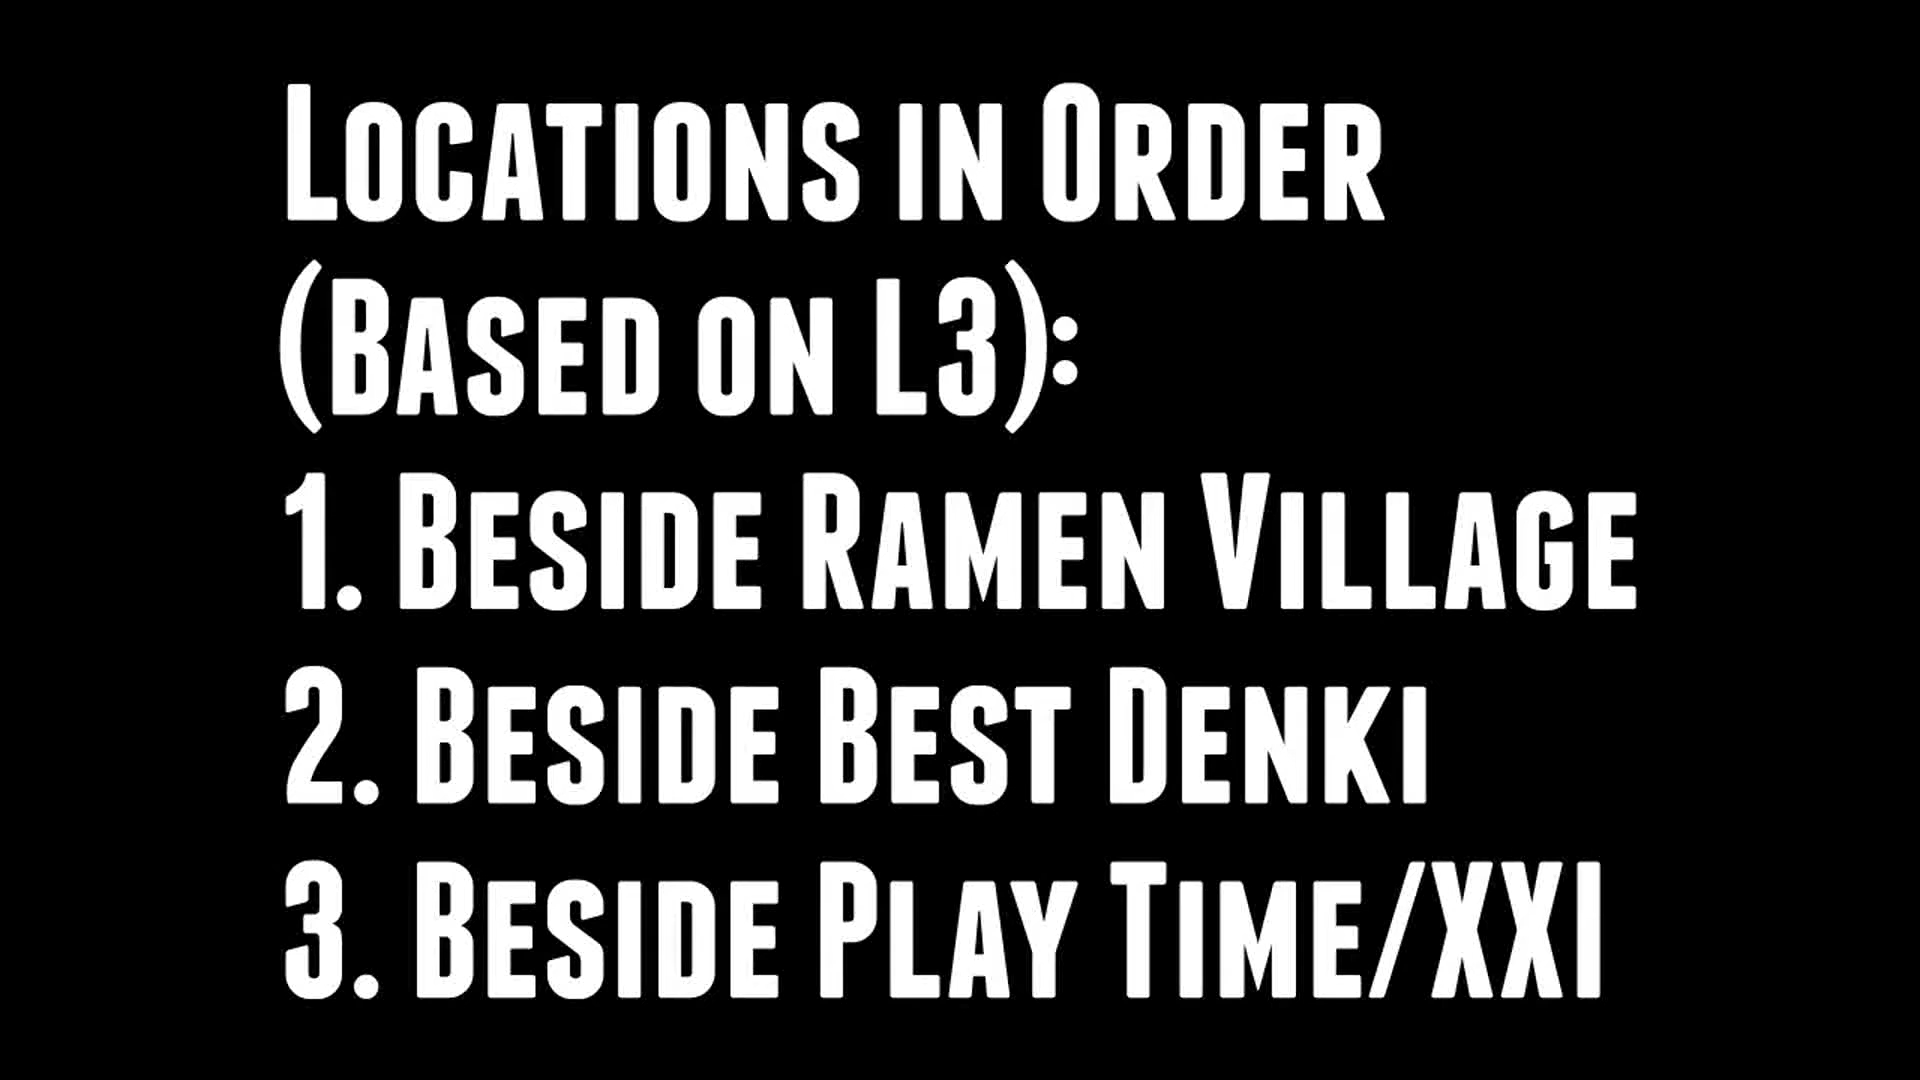 Locations in Order
(Based on L3):
1. Beside Ramen Village
2. Beside Best Denki
3. Beside Play Time/XXI